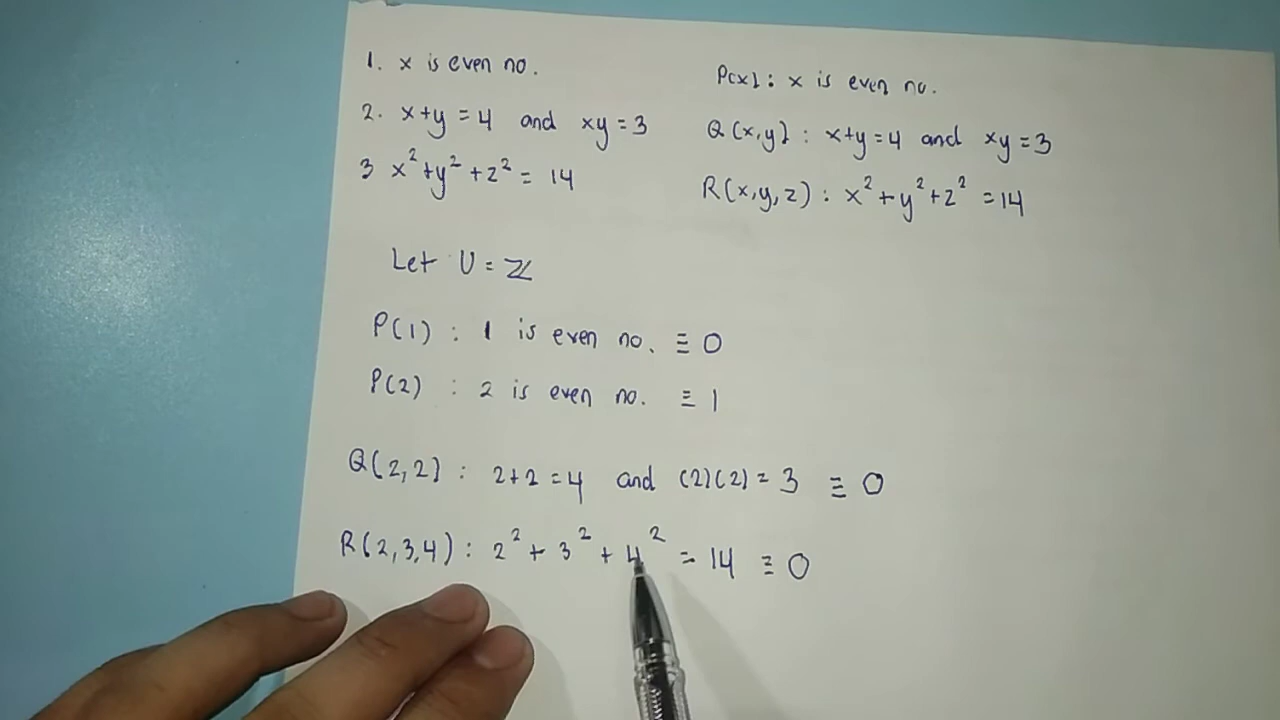 1. x is even no.
P(x): x is even no.
2. x+y = 4 and xy = 3
Q(x,y): x+y=4 and xy=3
3 x²+y²+z² = 14
R(x,y,z): x²+y²+z² = 14
Let U = ℤ
P(1) : 1 is even no. ≡ 0
P(2) : 2 is even no. ≡ 1
Q(2,2) : 2+2 = 4 and (2)(2) = 3 ≡ 0
R(2,3,4) : 2² + 3² + 4² = 14 ≡ 0